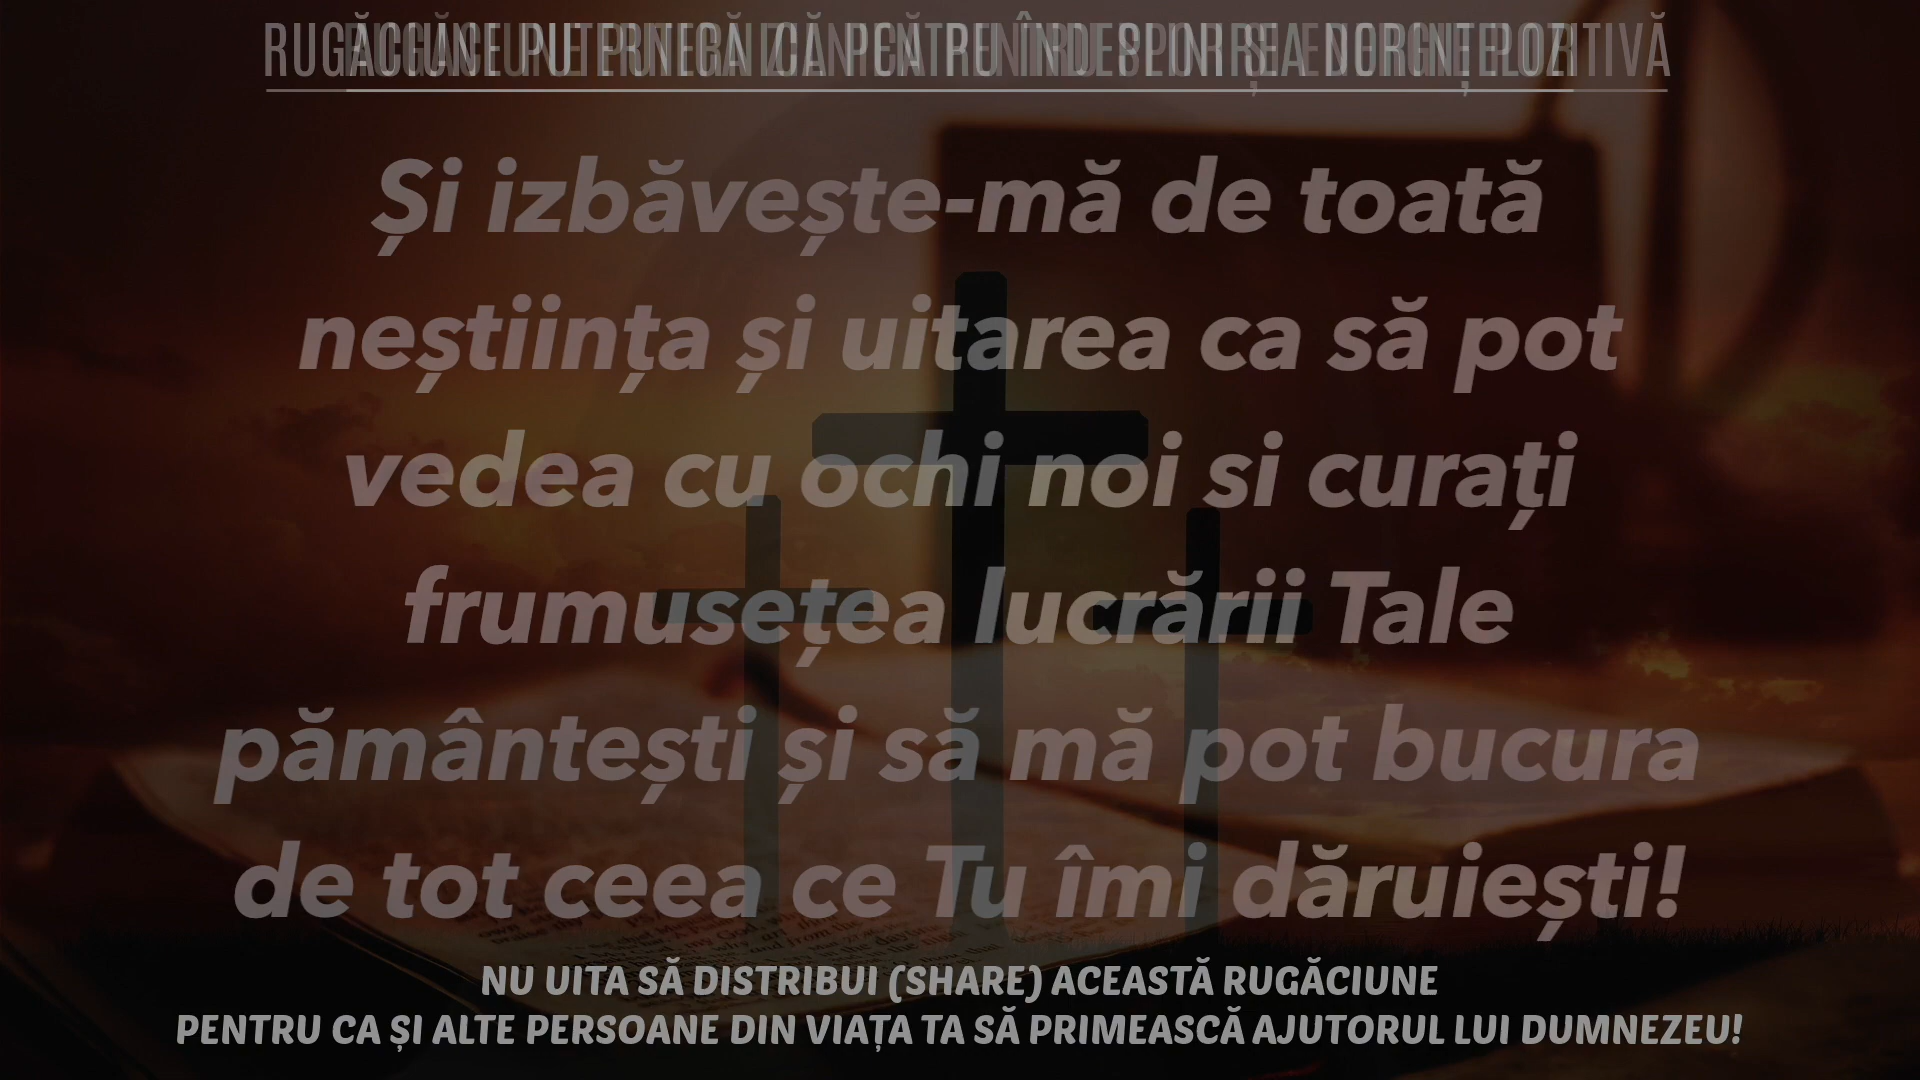 Și izbăvește-mă de toată
neștiința și uitarea ca să pot
vedea cu ochi noi si curați
frumusețea lucrării Tale
pământești și să mă pot bucura
de tot ceea ce Tu îmi dăruiești!
NU UITA SĂ DISTRIBUI (SHARE) ACEASTĂ RUGĂCIUNE
PENTRU CA ȘI ALTE PERSOANE DIN VIAȚA TA SĂ PRIMEASCĂ AJUTORUL LUI DUMNEZEU!